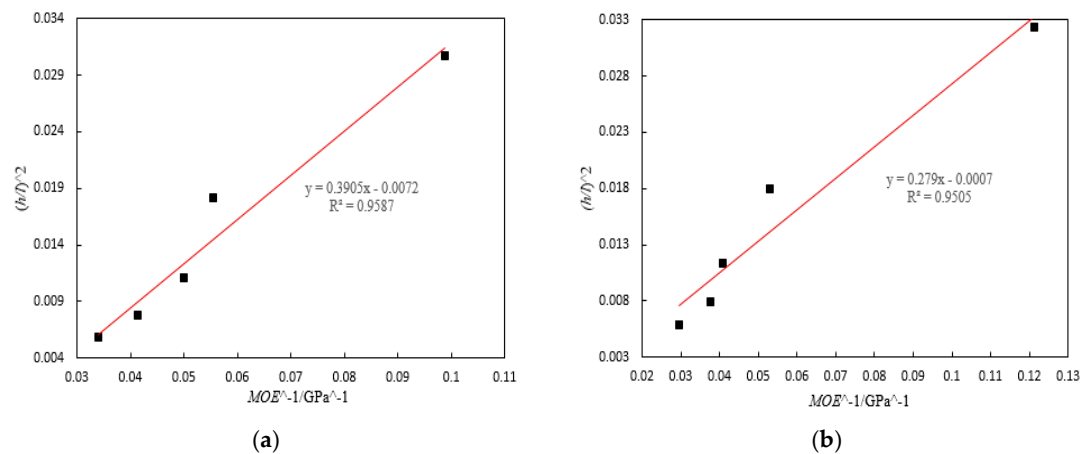 0.034
0.029
0.024
0.019
0.014
0.009
0.004
(h/l)^2
y = 0.3905x - 0.0072
R² = 0.9587
0.03 0.04 0.05 0.06 0.07 0.08 0.09 0.1 0.11
MOE^-1/GPa^-1
(a)
0.033
0.028
0.023
0.018
0.013
0.008
0.003
(h/l)^2
y = 0.279x - 0.0007
R² = 0.9505
0.02 0.03 0.04 0.05 0.06 0.07 0.08 0.09 0.10 0.11 0.12 0.13
MOE^-1/GPa^-1
(b)